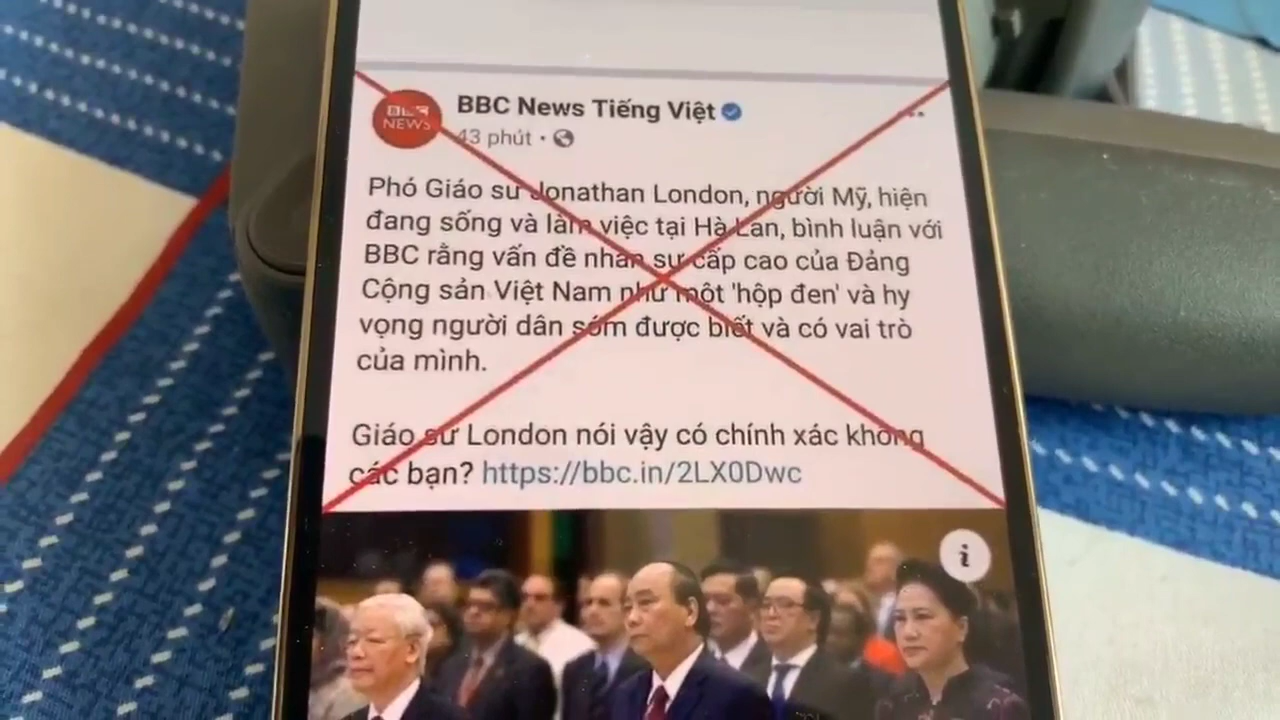 BBC NEWS
BBC News Tiếng Việt
43 phút
Phó Giáo sư Jonathan London, người Mỹ, hiện
đang sống và làm việc tại Hà Lan, bình luận với
BBC rằng vấn đề nhân sự cấp cao của Đảng
Cộng sản Việt Nam như một 'hộp đen' và hy
vọng người dân sớm được biết và có vai trò
của mình.
Giáo sư London nói vậy có chính xác không
các bạn? https://bbc.in/2LX0Dwc
i